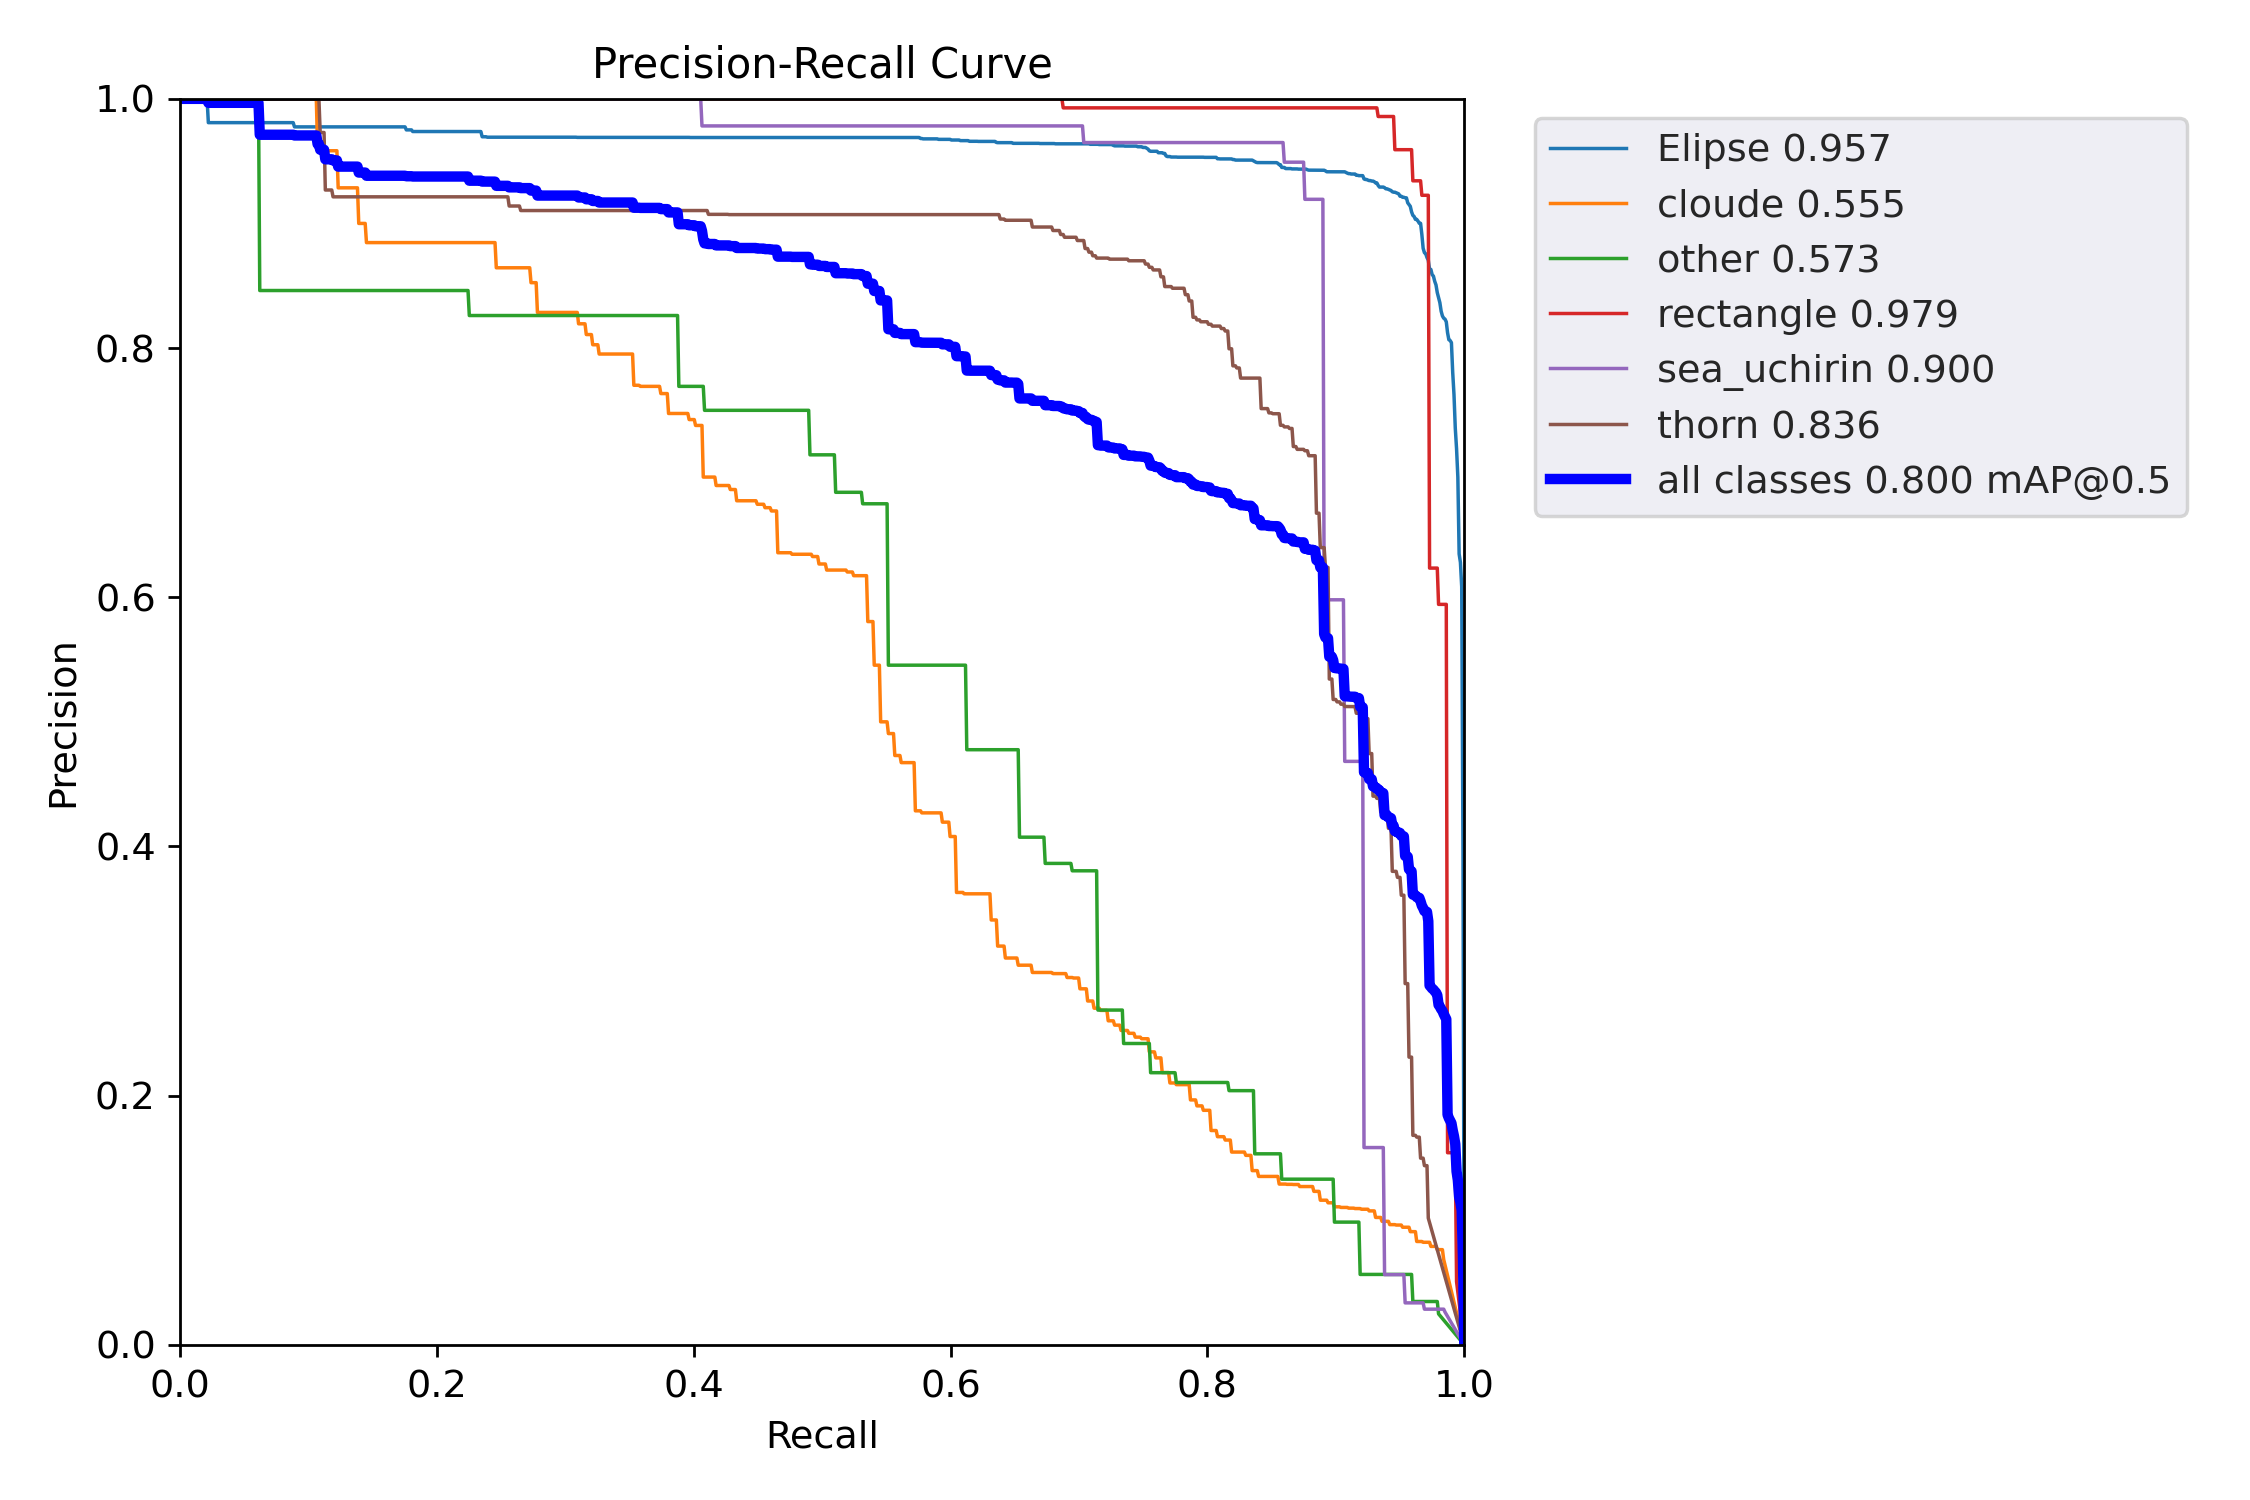 Precision-Recall Curve
1.0
0.8
0.6
0.4
0.2
0.0
Precision
0.0 0.2 0.4 0.6 0.8 1.0
Recall
Elipse 0.957
cloude 0.555
other 0.573
rectangle 0.979
sea_uchirin 0.900
thorn 0.836
all classes 0.800 mAP@0.5